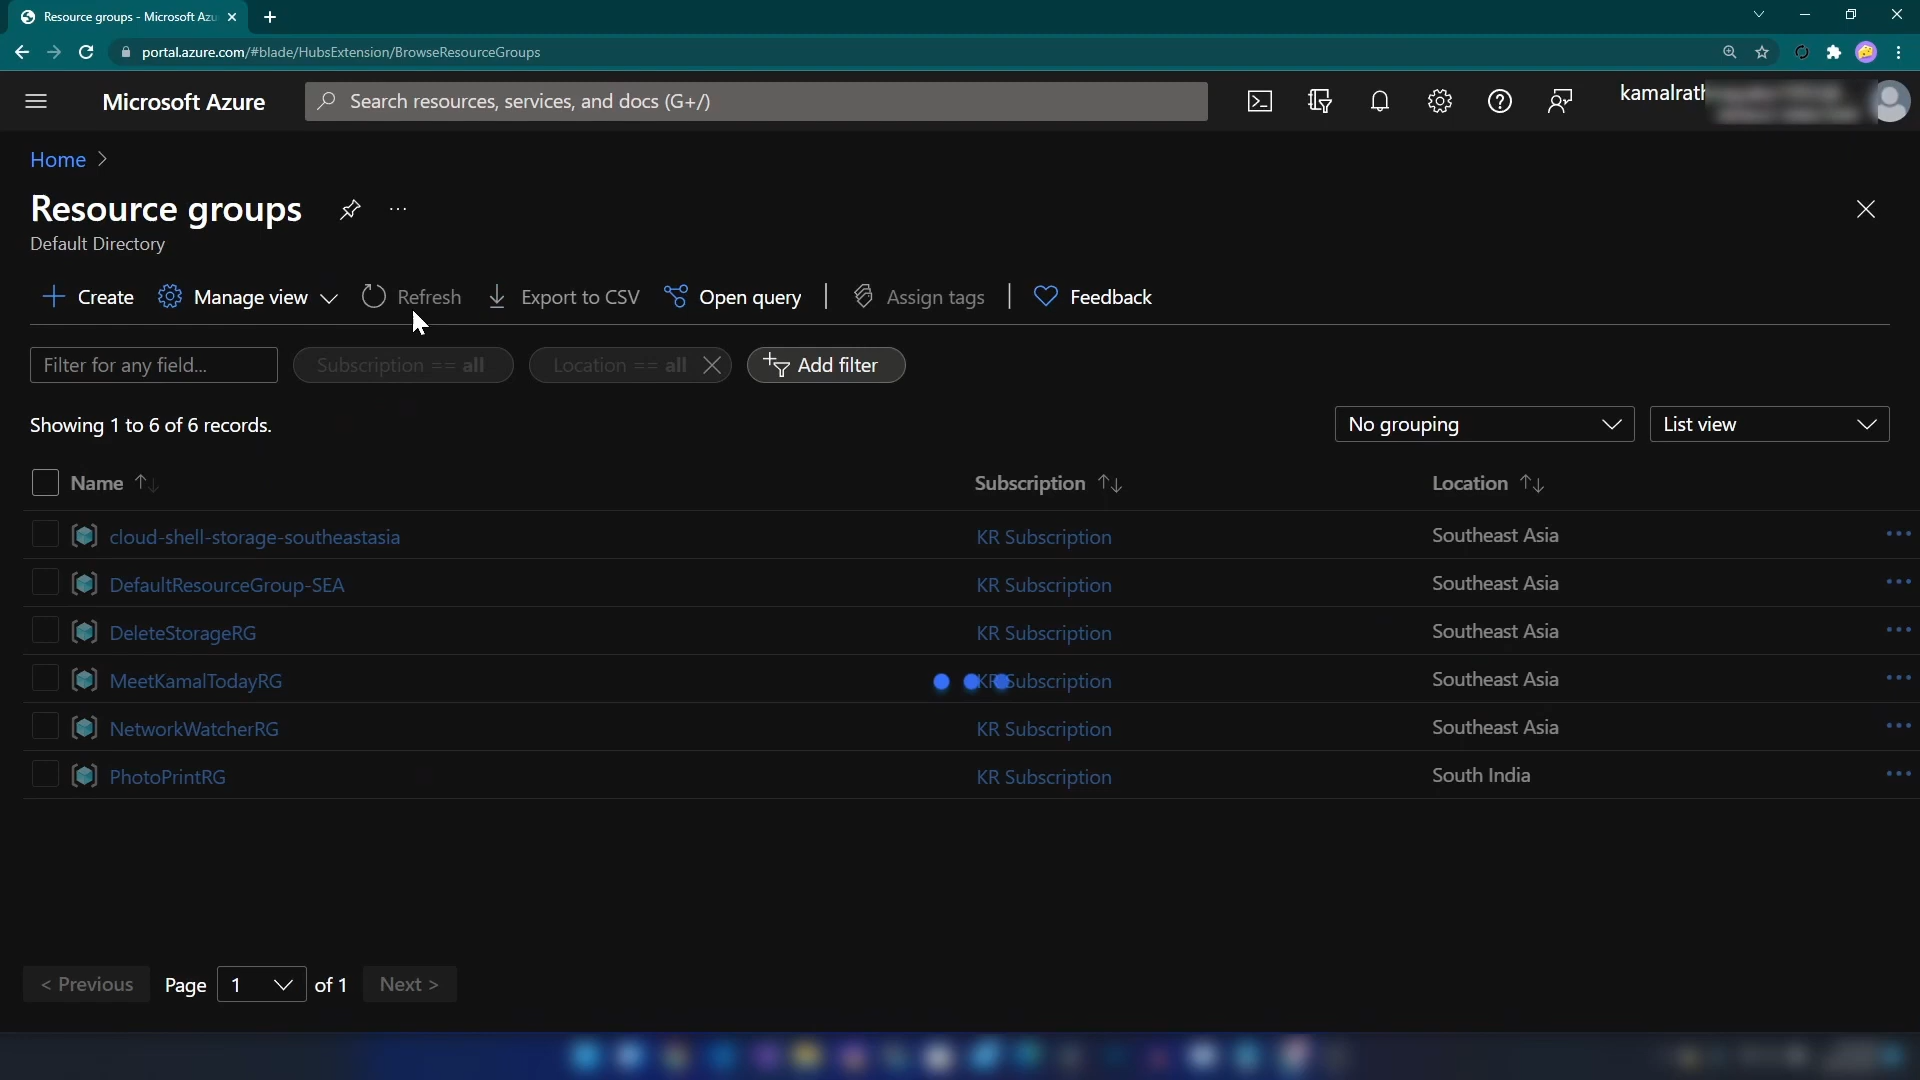 Resource groups - Microsoft Azu
portal.azure.com/#blade/HubsExtension/BrowseResourceGroups
Microsoft Azure
Search resources, services, and docs (G+/)
Home >
Resource groups
Default Directory
Create Manage view Refresh Export to CSV Open query Assign tags Feedback
Filter for any field... Subscription == all Location == all Add filter
Showing 1 to 6 of 6 records. No grouping List view
Name Subscription Location
cloud-shell-storage-southeastasia KR Subscription Southeast Asia
DefaultResourceGroup-SEA KR Subscription Southeast Asia
DeleteStorageRG KR Subscription Southeast Asia
MeetKamalTodayRG KR Subscription Southeast Asia
NetworkWatcherRG KR Subscription Southeast Asia
PhotoPrintRG KR Subscription South India
< Previous Page 1 of 1 Next >